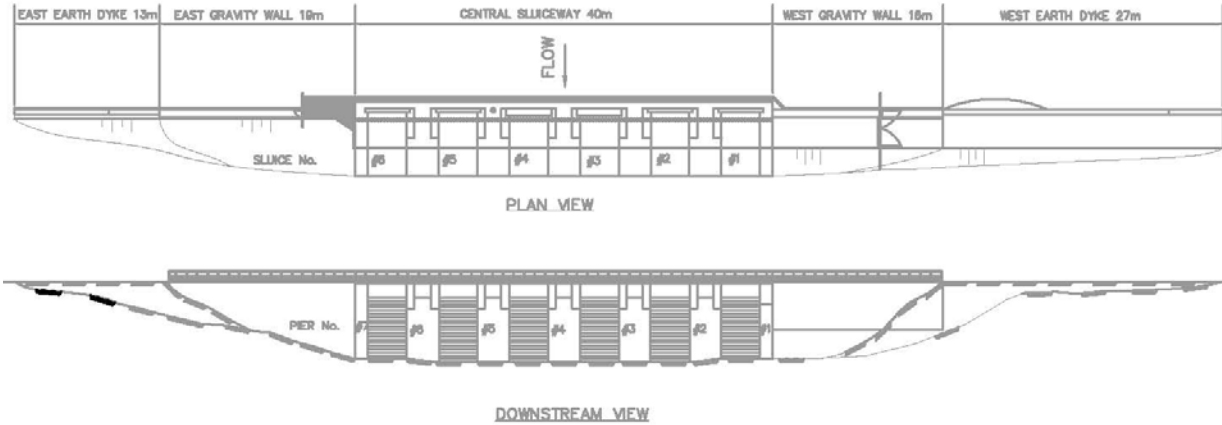 EAST EARTH DYKE 13m EAST GRAVITY WALL 19m CENTRAL SLUICEWAY 40m WEST GRAVITY WALL 16m WEST EARTH DYKE 27m
FLOW
SLUICE No. #6 #5 #4 #3 #2 #1
PLAN VIEW
PIER No. #7 #6 #5 #4 #3 #2 #1
DOWNSTREAM VIEW